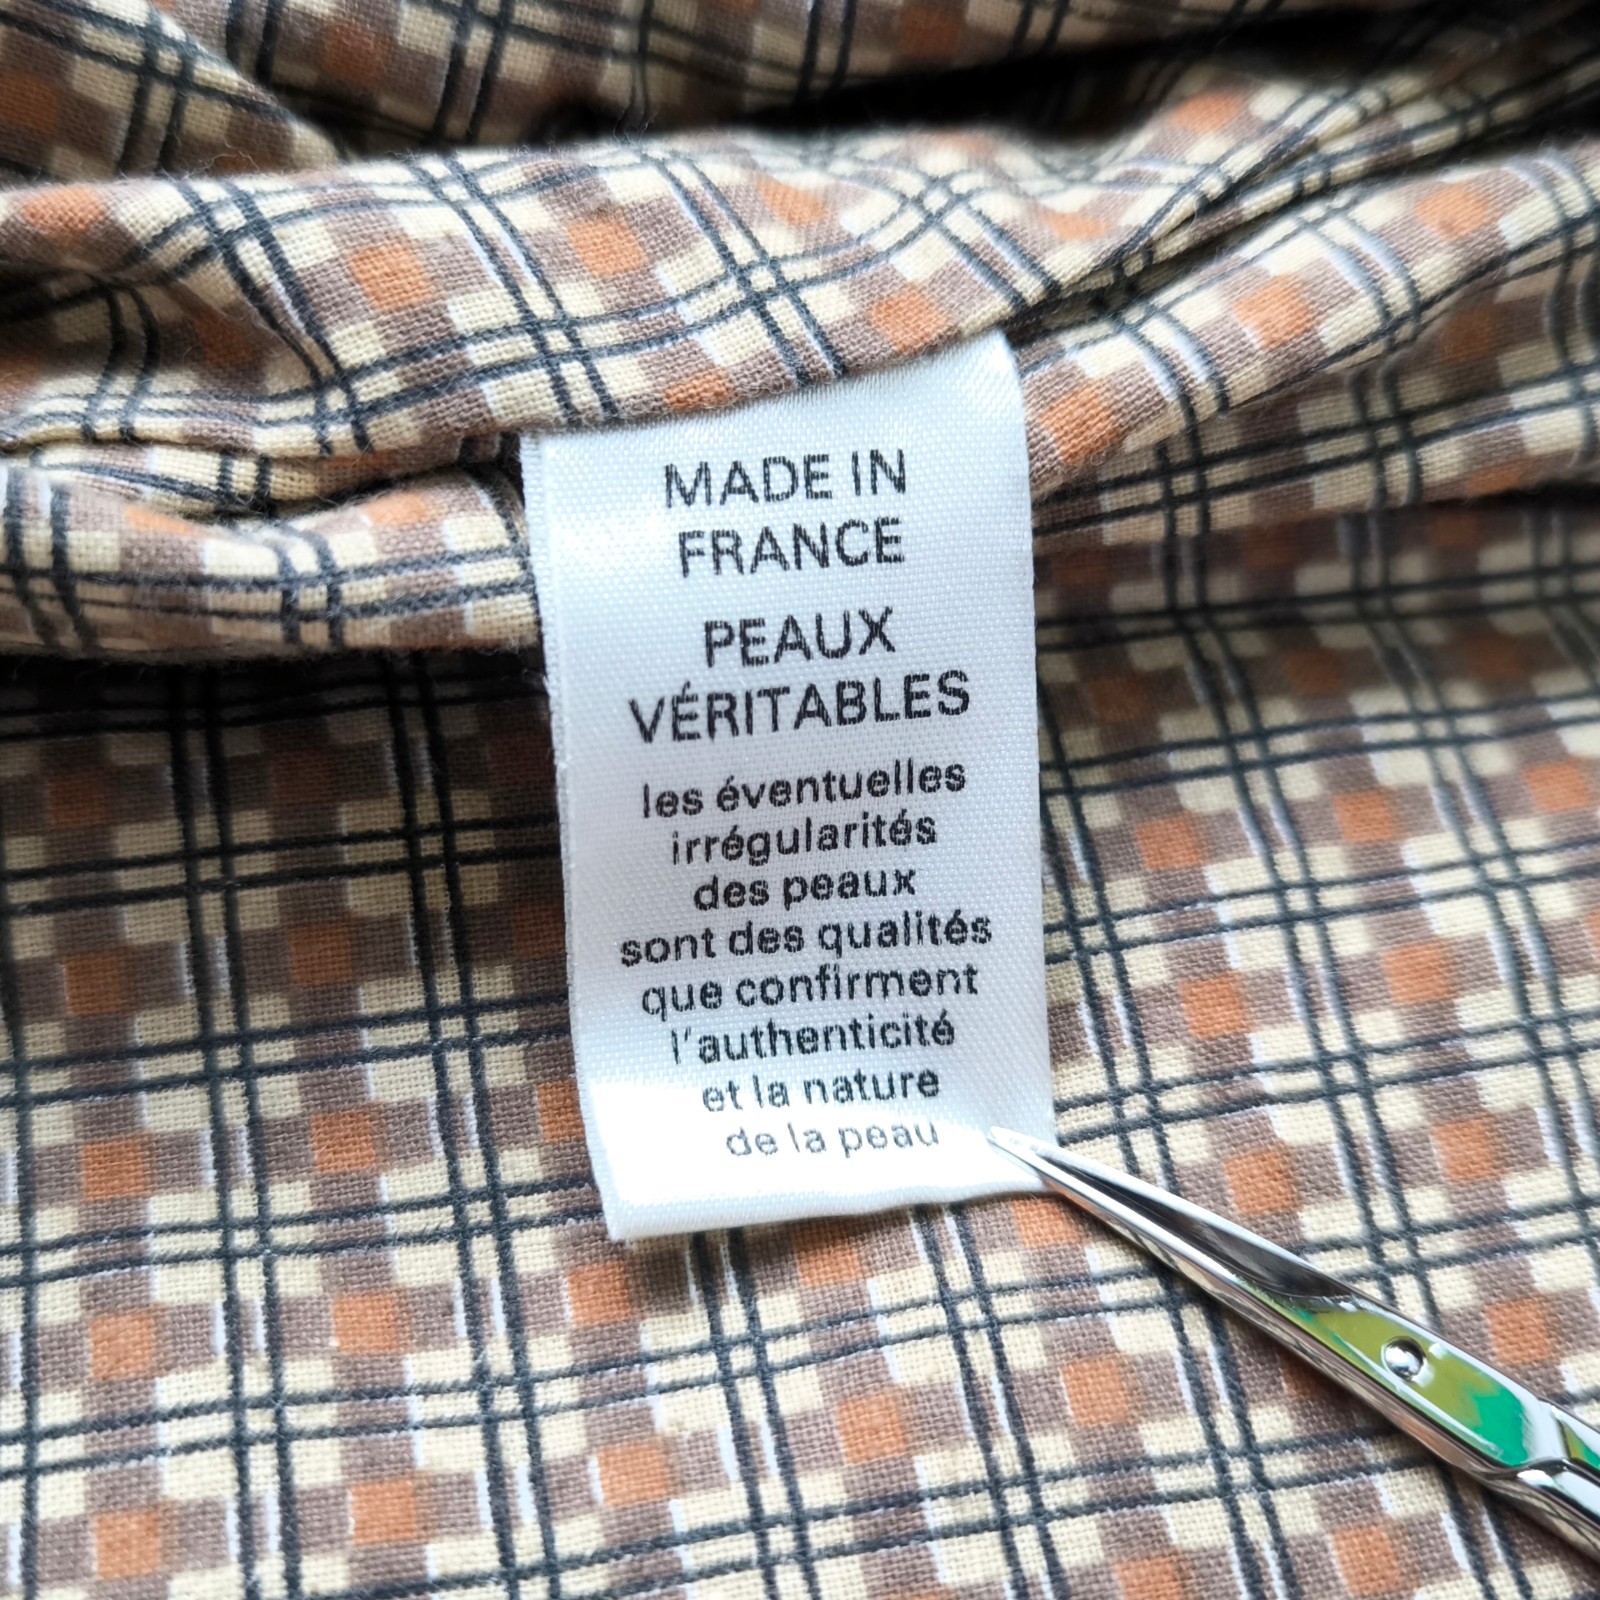 MADE IN
FRANCE
PEAUX
VÉRITABLES
les éventuelles
irrégularités
des peaux
sont des qualités
que confirment
l'authenticité
et la nature
de la peau